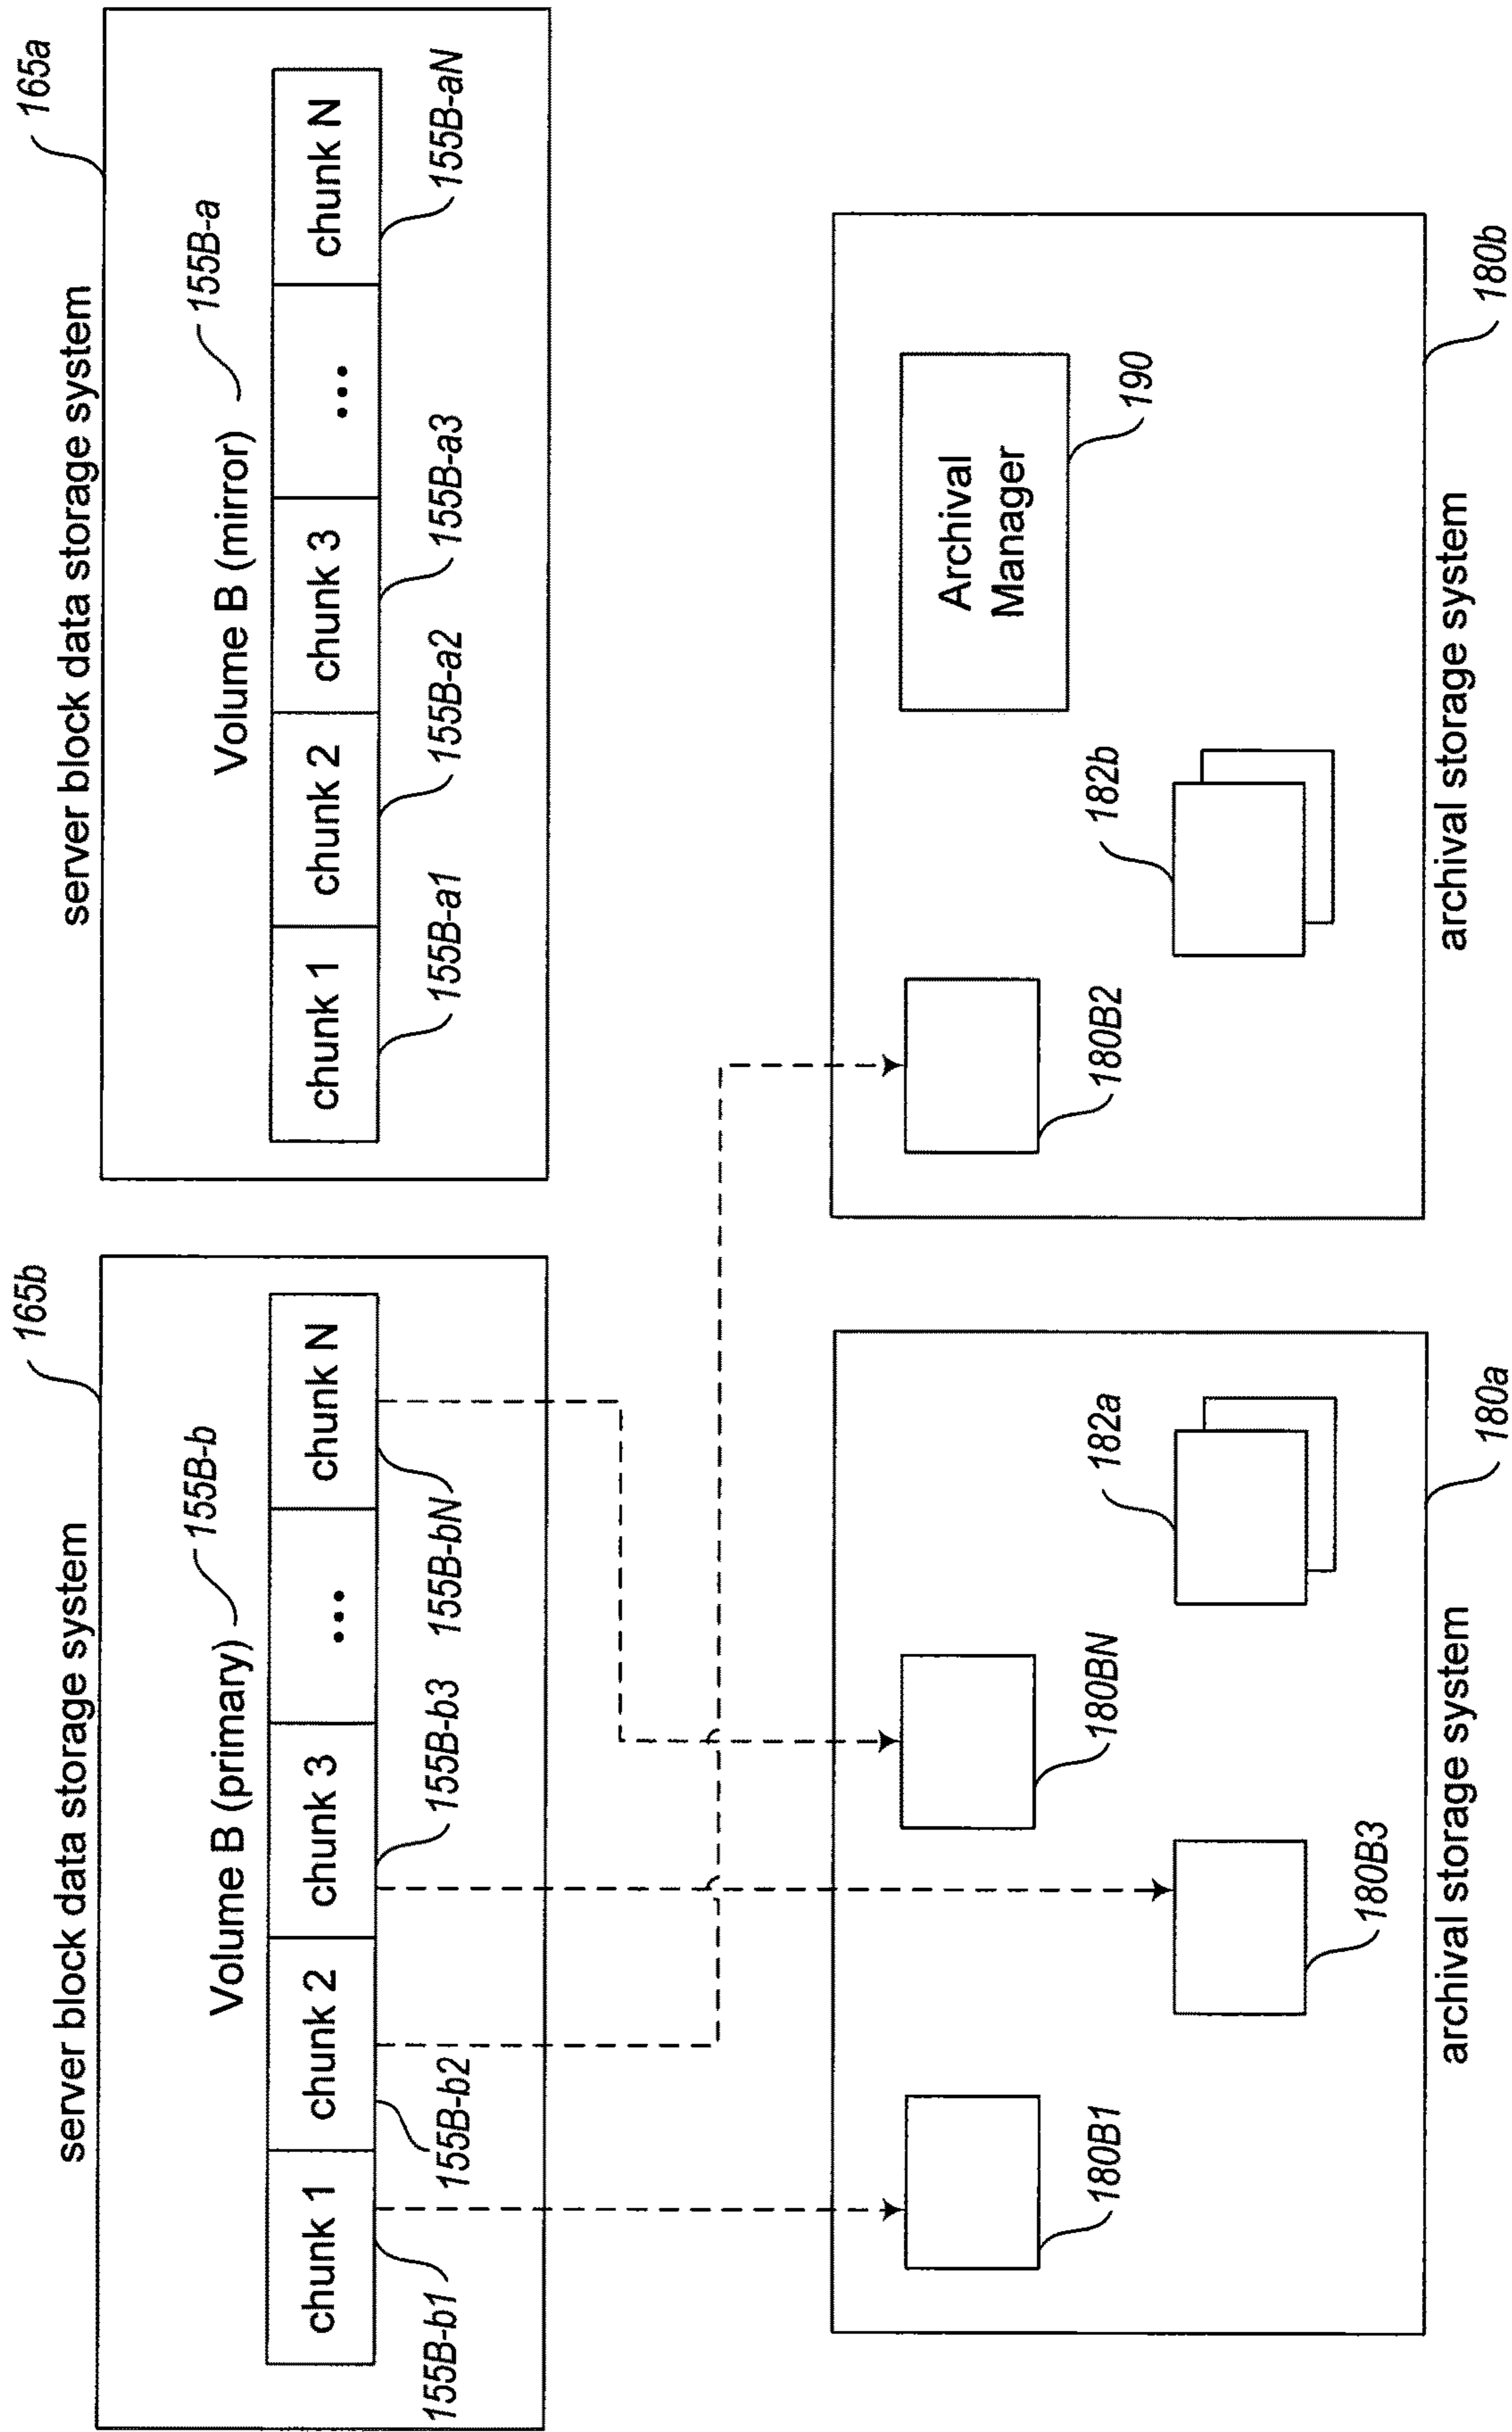 server block data storage system
165b
Volume B (primary)
155B-b
chunk 1
chunk 2
chunk 3
...
chunk N
155B-b1
155B-b2
155B-b3
155B-bN
server block data storage system
165a
Volume B (mirror)
155B-a
chunk 1
chunk 2
chunk 3
...
chunk N
155B-a1
155B-a2
155B-a3
155B-aN
180B1
180BN
180B3
182a
archival storage system
180a
180B2
Archival
Manager
190
182b
archival storage system
180b